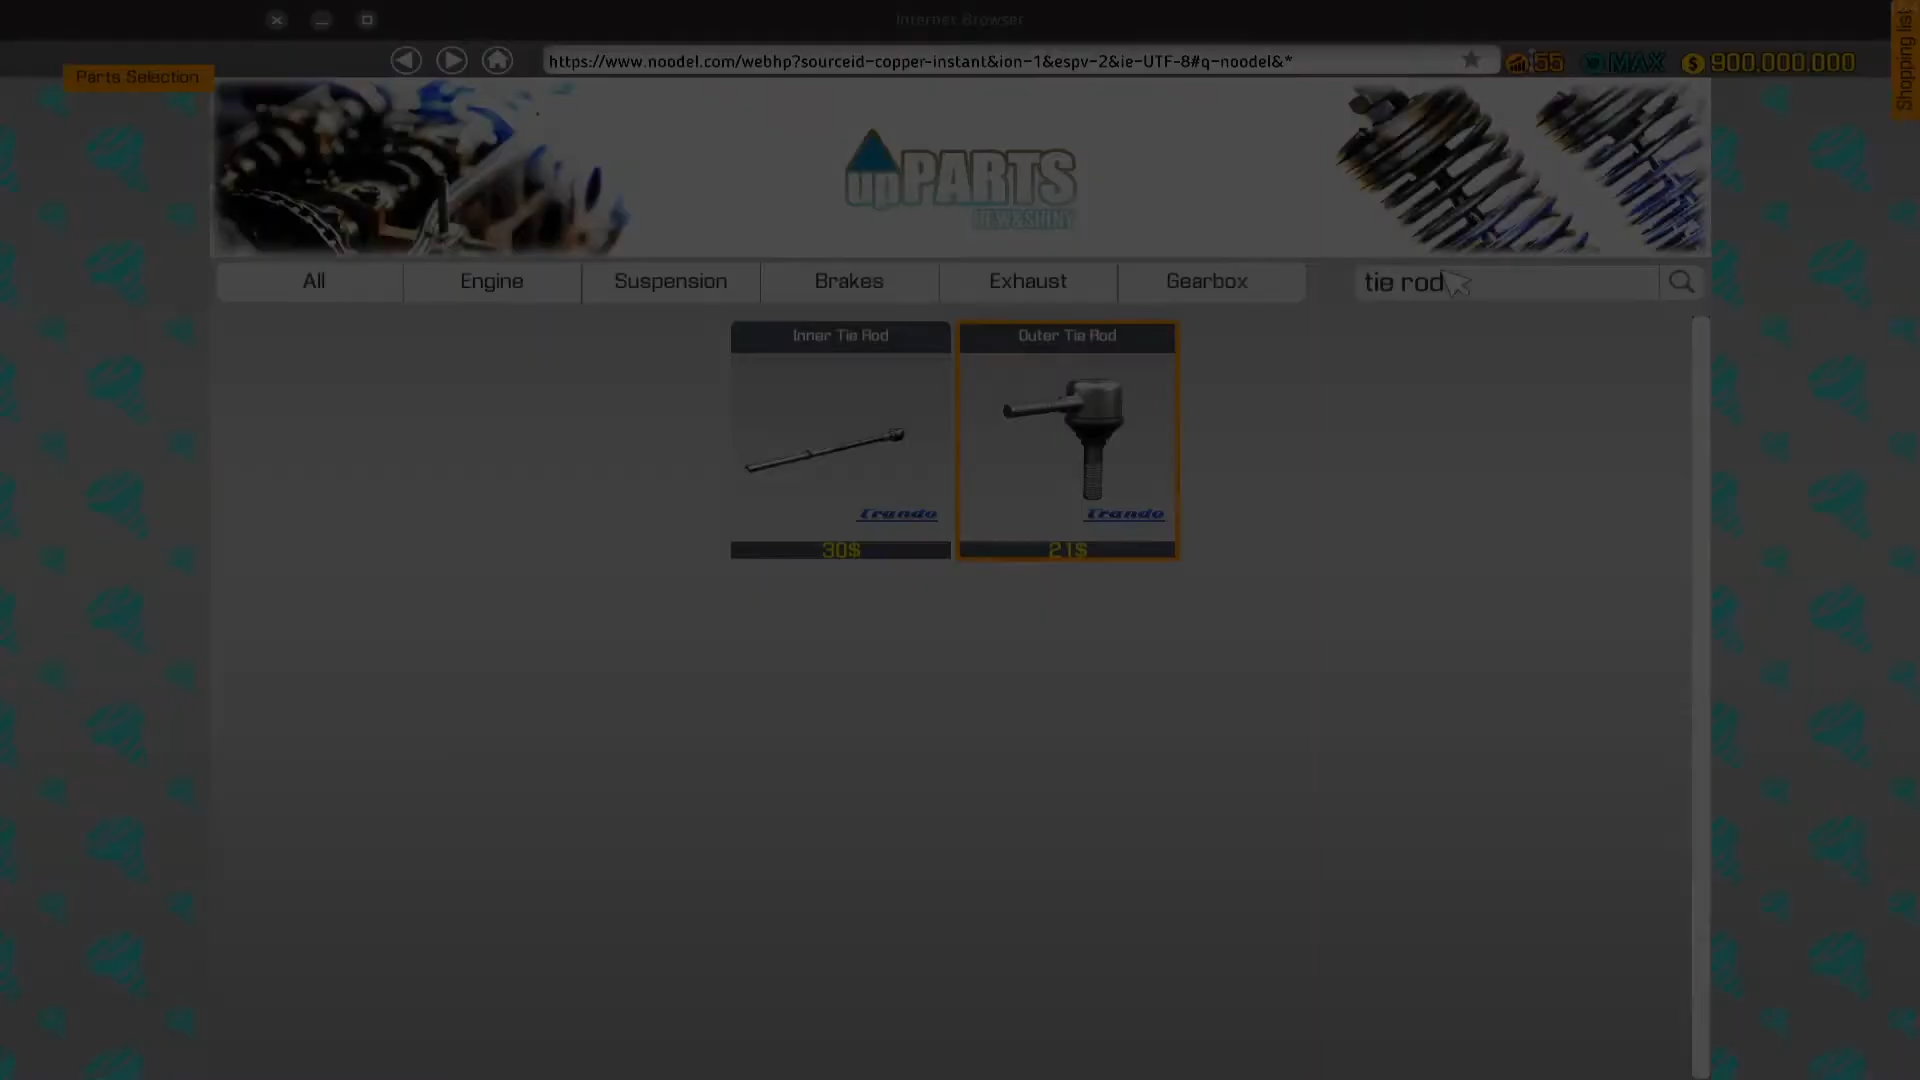 Internet Browser
https://www.noodel.com/webhp?sourceid-copper-instant&ion-1&espv-2&ie-UTF-8#q-noodel&*
55
MAX
$ 900.000.000
Shopping list
Parts Selection
upPARTS
NEW&SHINY
All
Engine
Suspension
Brakes
Exhaust
Gearbox
tie rod
Inner Tie Rod
Outer Tie Rod
Crando
Crando
30$
21$